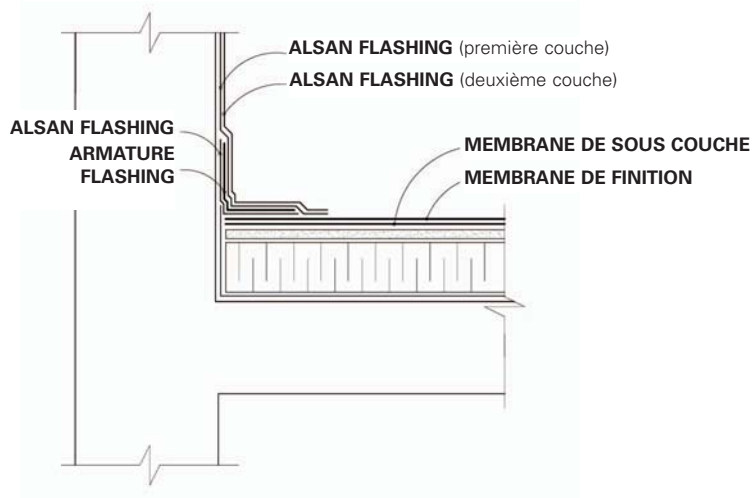 ALSAN FLASHING (première couche)
ALSAN FLASHING (deuxième couche)
ALSAN FLASHING
ARMATURE
FLASHING
MEMBRANE DE SOUS COUCHE
MEMBRANE DE FINITION